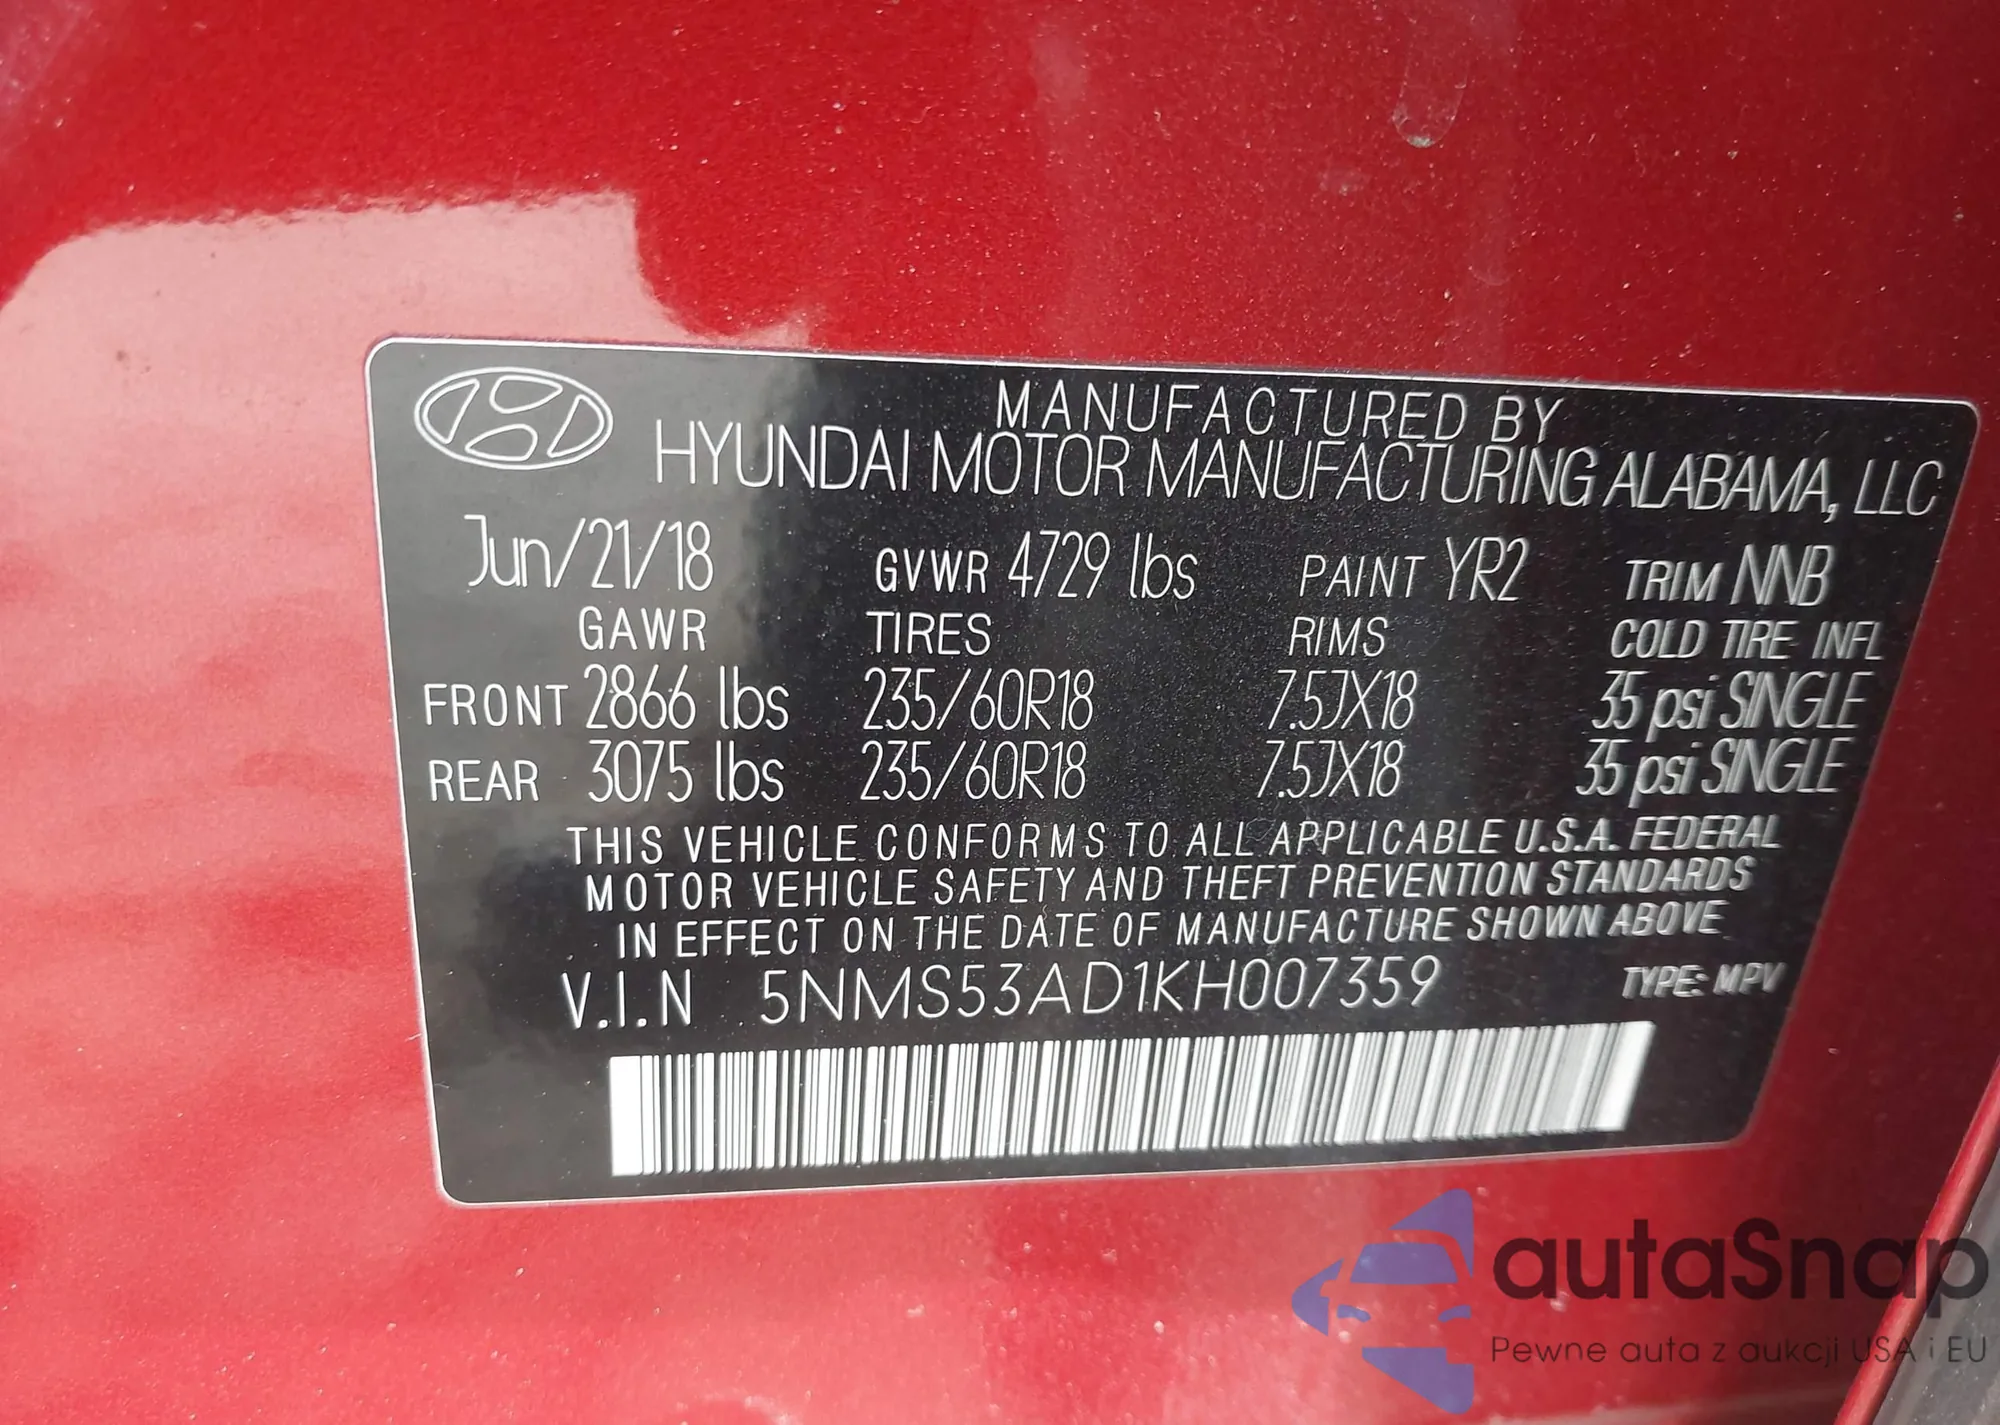 MANUFACTURED BY
HYUNDAI MOTOR MANUFACTURING ALABAMA, LLC
Jun/21/18 GVWR 4729 lbs PAINT YR2 TRIM NNB
GAWR TIRES RIMS COLD TIRE INFL
FRONT 2866 lbs 235/60R18 7.5JX18 35 psi SINGLE
REAR 3075 lbs 235/60R18 7.5JX18 35 psi SINGLE
THIS VEHICLE CONFORMS TO ALL APPLICABLE U.S.A. FEDERAL
MOTOR VEHICLE SAFETY AND THEFT PREVENTION STANDARDS
IN EFFECT ON THE DATE OF MANUFACTURE SHOWN ABOVE
V.I.N 5NMS53AD1KH007359 TYPE: MPV
autaSnap
Pewne auta z aukcji USA i EU